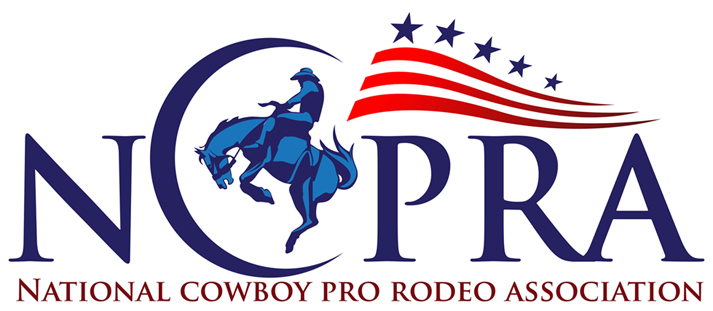 NCPRA
NATIONAL COWBOY PRO RODEO ASSOCIATION